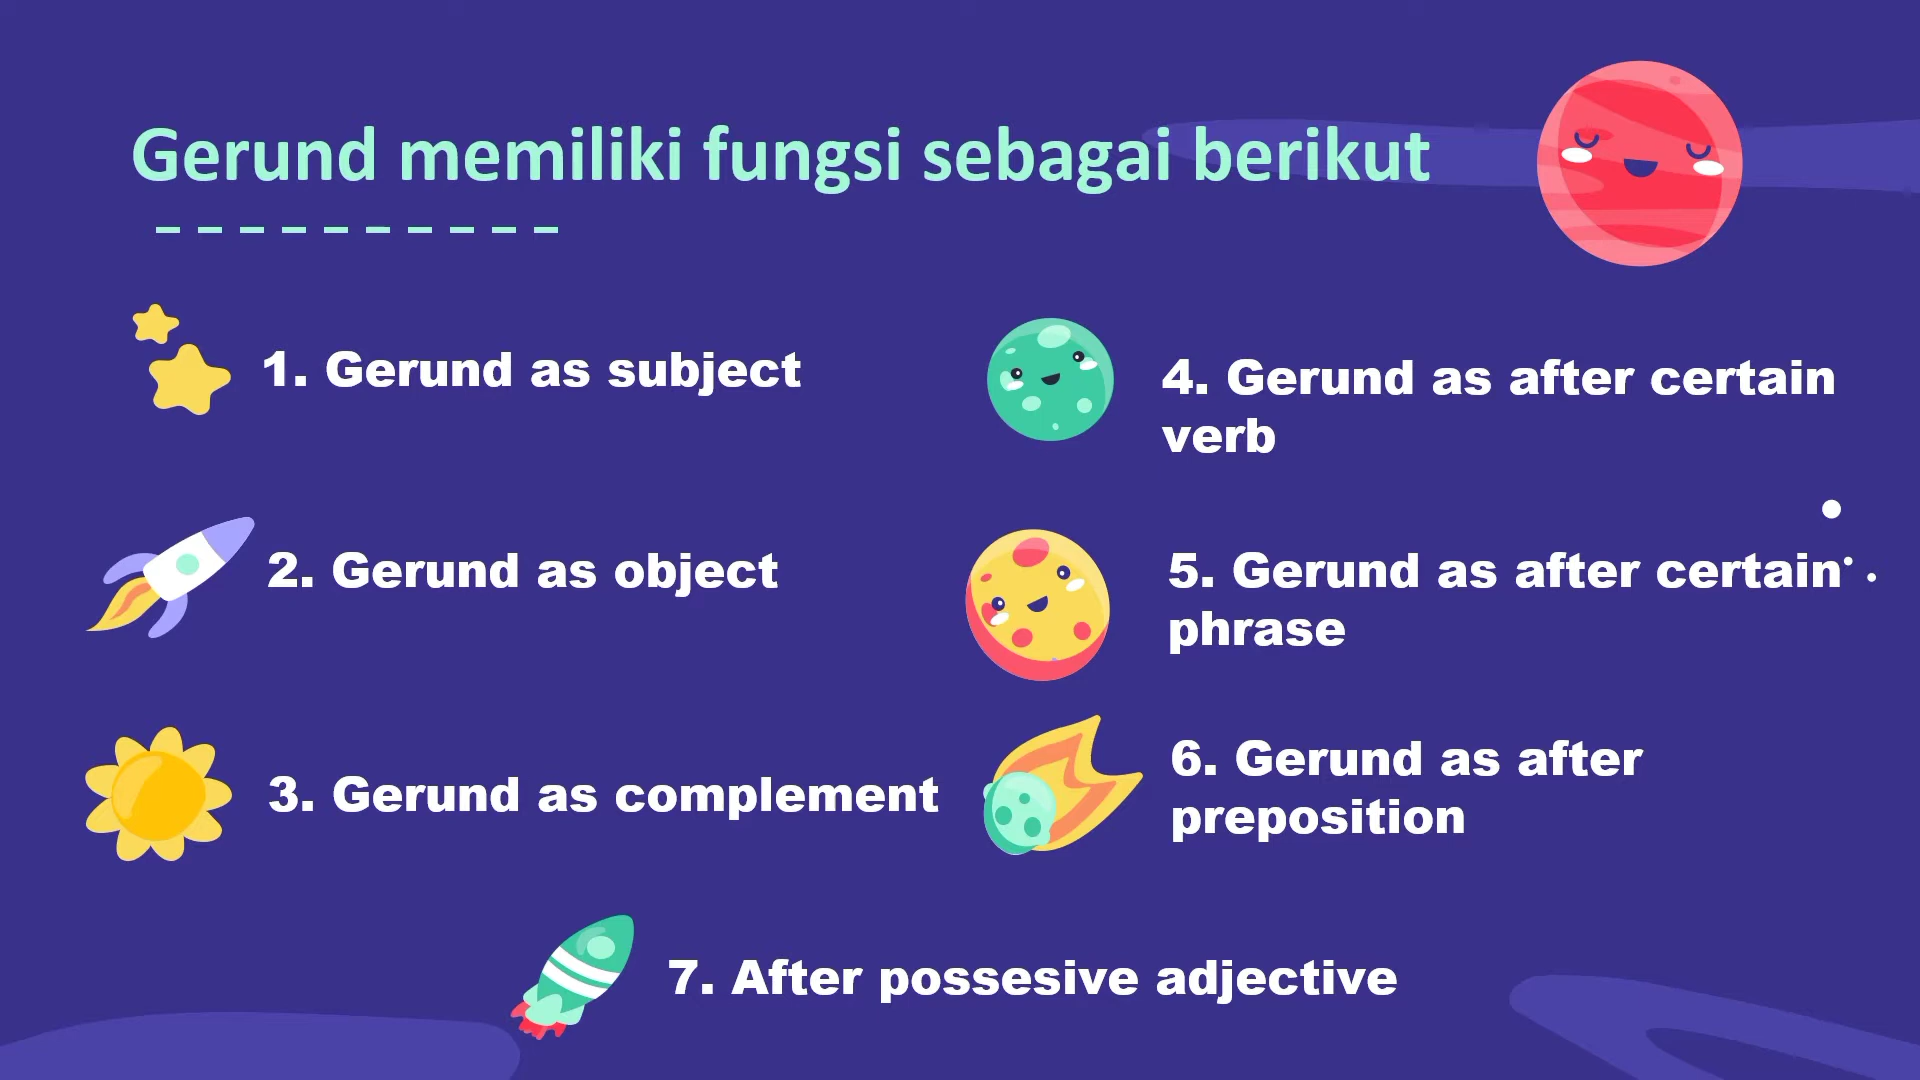 Gerund memiliki fungsi sebagai berikut
1. Gerund as subject
2. Gerund as object
3. Gerund as complement
4. Gerund as after certain
verb
5. Gerund as after certain
phrase
6. Gerund as after
preposition
7. After possesive adjective